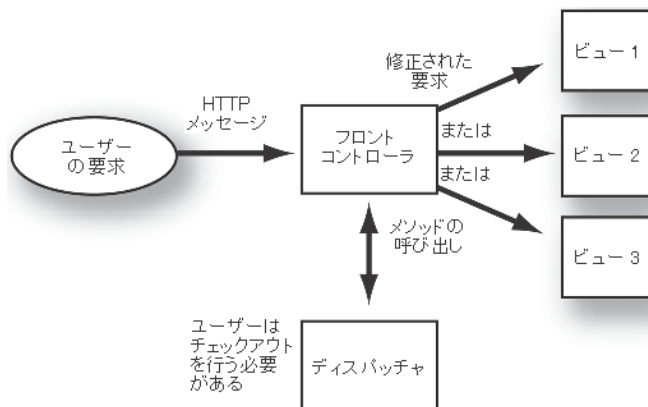 ユーザー
の要求
HTTP
メッセージ
フロント
コントローラ
修正された
要求
または
または
ビュー 1
ビュー 2
ビュー 3
メソッドの
呼び出し
ユーザーは
チェックアウト
を行う必要
がある
ディスパッチャ